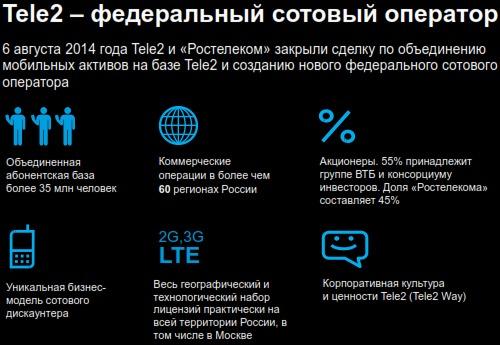 Tele2 – федеральный сотовый оператор
6 августа 2014 года Tele2 и «Ростелеком» закрыли сделку по объединению
мобильных активов на базе Tele2 и созданию нового федерального сотового
оператора
Объединенная
абонентская база
более 35 млн человек
Коммерческие
операции в более чем
60 регионах России
%
Акционеры. 55% принадлежит
группе ВТБ и консорциуму
инвесторов. Доля «Ростелекома»
составляет 45%
Уникальная бизнес-
модель сотового
дискаунтера
2G,3G
LTE
Весь географический и
технологический набор
лицензий практически на
всей территории России, в
том числе в Москве
Корпоративная культура
и ценности Tele2 (Tele2 Way)